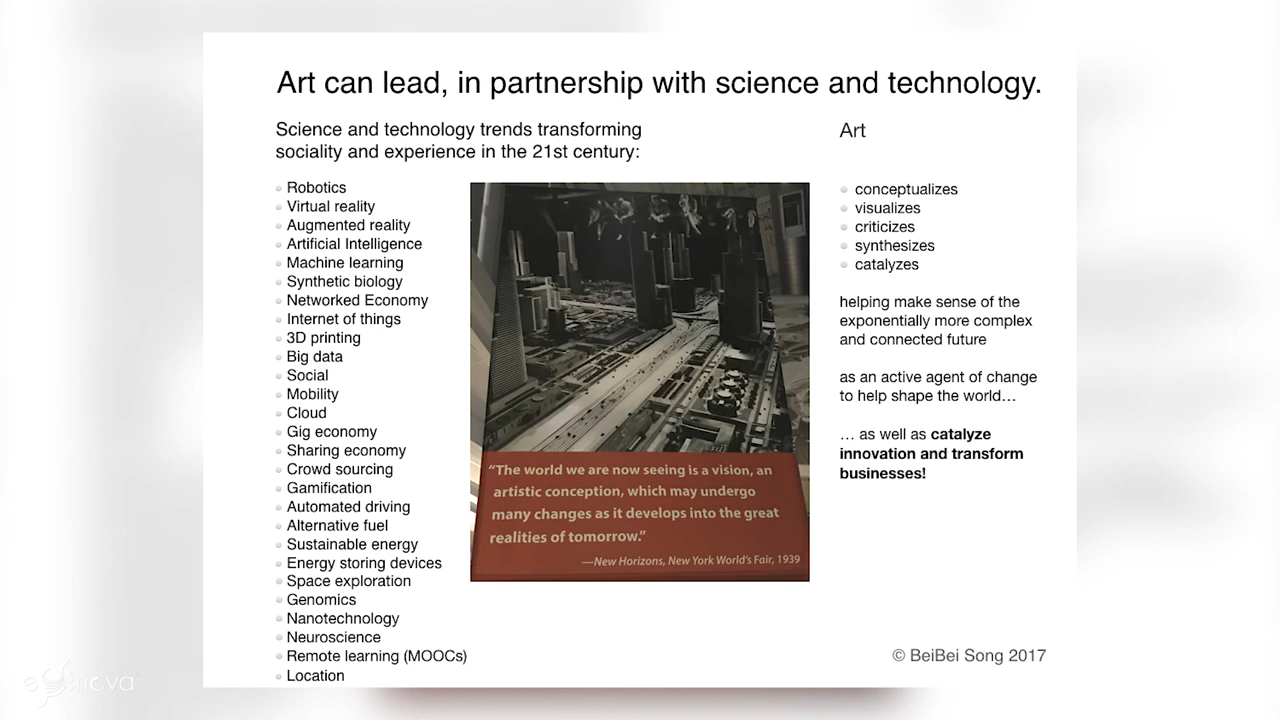 Art can lead, in partnership with science and technology.
Science and technology trends transforming
sociality and experience in the 21st century:
Robotics
Virtual reality
Augmented reality
Artificial Intelligence
Machine learning
Synthetic biology
Networked Economy
Internet of things
3D printing
Big data
Social
Mobility
Cloud
Gig economy
Sharing economy
Crowd sourcing
Gamification
Automated driving
Alternative fuel
Sustainable energy
Energy storing devices
Space exploration
Genomics
Nanotechnology
Neuroscience
Remote learning (MOOCs)
Location
“The world we are now seeing is a vision, an
artistic conception, which may undergo
many changes as it develops into the great
realities of tomorrow.”
—New Horizons, New York World's Fair, 1939
Art
conceptualizes
visualizes
criticizes
synthesizes
catalyzes
helping make sense of the
exponentially more complex
and connected future
as an active agent of change
to help shape the world…
… as well as catalyze
innovation and transform
businesses!
© BeiBei Song 2017